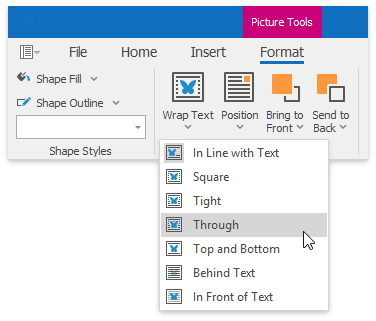 Picture Tools
File Home Insert Format
Shape Fill
Shape Outline
Shape Styles
Wrap Text Position Bring to Front Send to Back
In Line with Text
Square
Tight
Through
Top and Bottom
Behind Text
In Front of Text